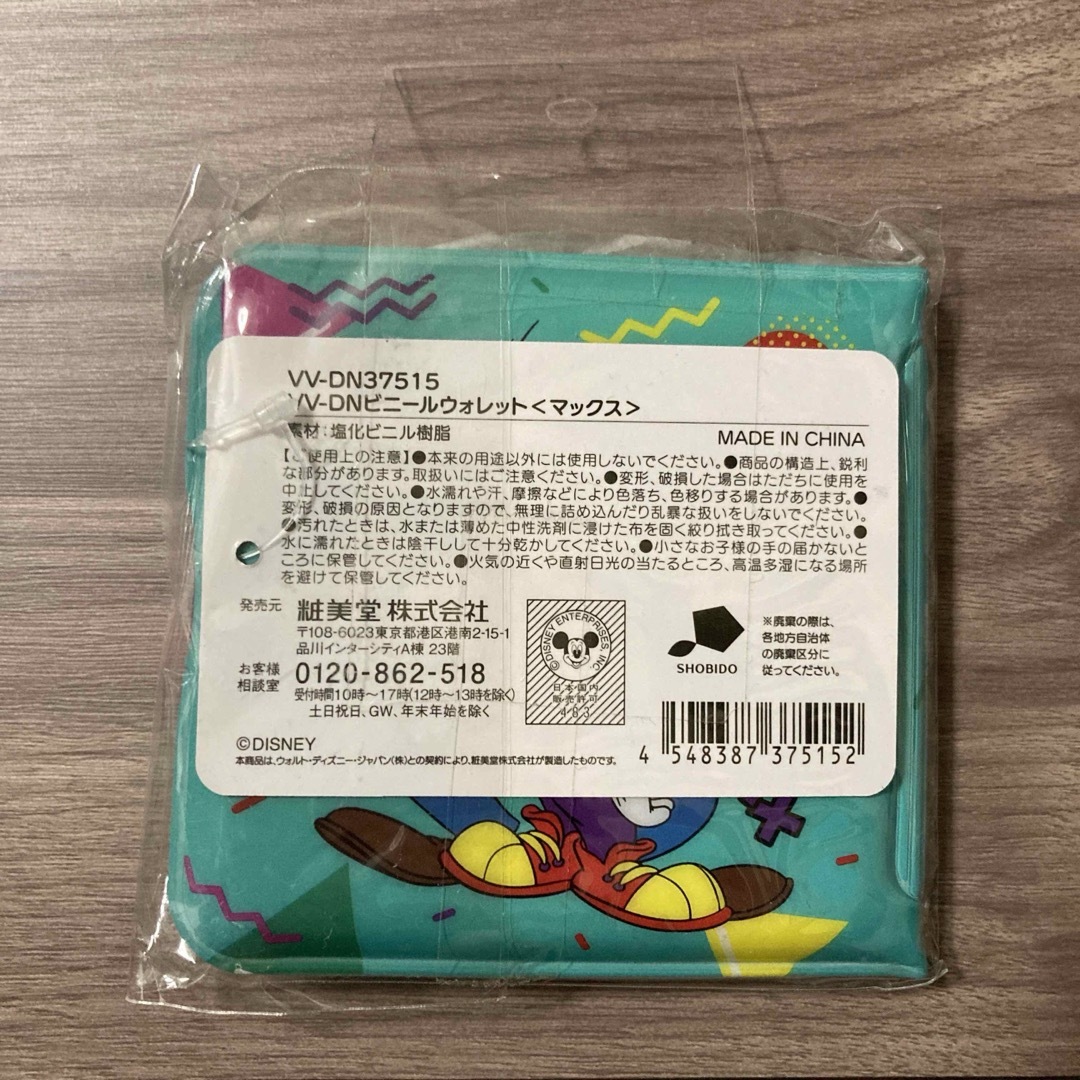 VV-DN37515
VV-DNビニールウォレット<マックス>
素材:塩化ビニル樹脂
MADE IN CHINA
【ご使用上の注意】●本来の用途以外には使用しないでください。●商品の構造上、鋭利
な部分があります。取扱いにはご注意ください。●変形、破損した場合はただちに使用を
中止してください。●水濡れや汗、摩擦などにより色落ち、色移りする場合があります。●
変形、破損の原因となりますので、無理に詰め込んだり乱暴な扱いをしないでください。
●汚れたときは、水または薄めた中性洗剤に浸けた布を固く絞り拭き取ってください。●
水に濡れたときは陰干しして十分乾かしてください。●小さなお子様の手の届かないと
ころに保管してください。●火気の近くや直射日光の当たるところ、高温多湿になる場所
を避けて保管してください。
発売元 粧美堂 株式会社
〒108-6023東京都港区港南2-15-1
品川インターシティA棟 23階
お客様
相談室 0120-862-518
受付時間10時〜17時(12時〜13時を除く)
土日祝日、GW、年末年始を除く
©DISNEY ENTERPRISES, INC.
日本国内
販売許可
483
SHOBIDO
※廃棄の際は、
各地方自治体
の廃棄区分に
従ってください。
©DISNEY
本商品は、ウォルト・ディズニー・ジャパン(株)との契約により、粧美堂株式会社が製造したものです。
4 548387 375152